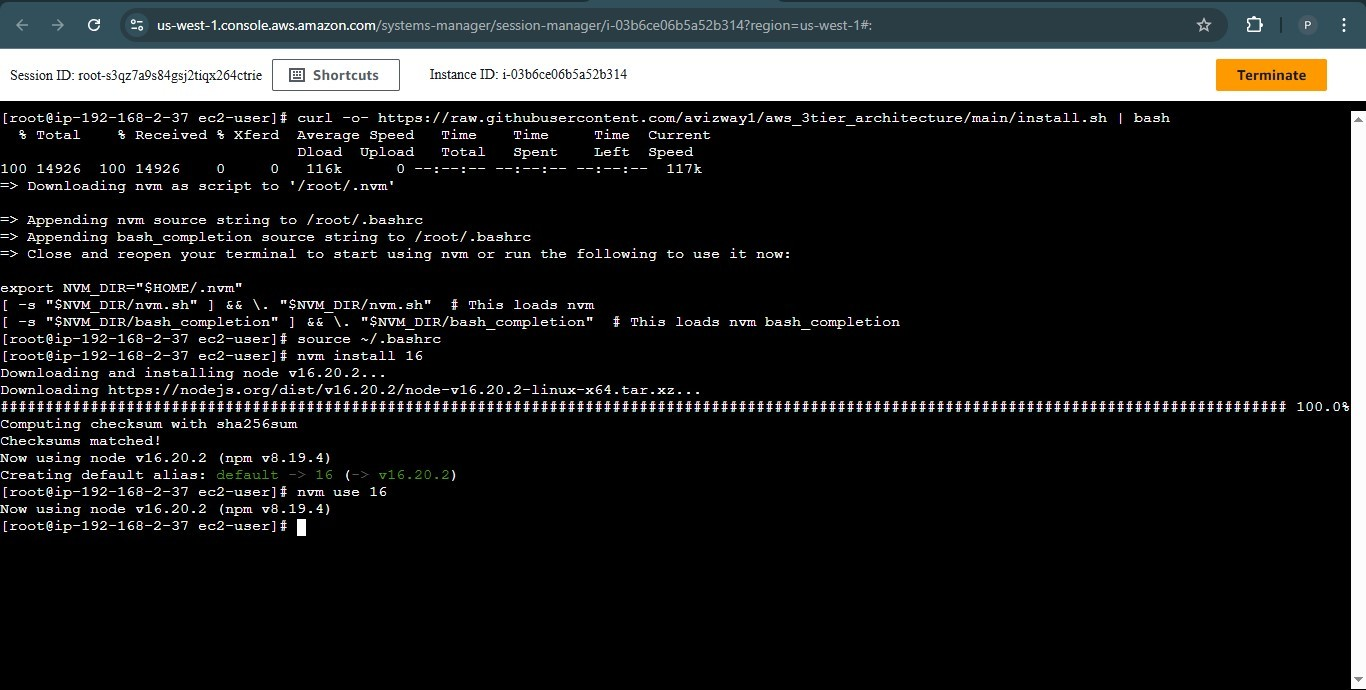 us-west-1.console.aws.amazon.com/systems-manager/session-manager/i-03b6ce06b5a52b314?region=us-west-1#:
P
Session ID: root-s3qz7a9s84gsj2tiqx264ctrie
Shortcuts
Instance ID: i-03b6ce06b5a52b314
Terminate
[root@ip-192-168-2-37 ec2-user]# curl -o- https://raw.githubusercontent.com/avizway1/aws_3tier_architecture/main/install.sh | bash
% Total    % Received % Xferd  Average Speed   Time    Time     Time  Current
Dload  Upload   Total   Spent    Left  Speed
100 14926  100 14926    0     0   116k      0 --:--:-- --:--:-- --:--:--  117k
=> Downloading nvm as script to '/root/.nvm'
=> Appending nvm source string to /root/.bashrc
=> Appending bash_completion source string to /root/.bashrc
=> Close and reopen your terminal to start using nvm or run the following to use it now:
export NVM_DIR="$HOME/.nvm"
[ -s "$NVM_DIR/nvm.sh" ] && \. "$NVM_DIR/nvm.sh"  # This loads nvm
[ -s "$NVM_DIR/bash_completion" ] && \. "$NVM_DIR/bash_completion"  # This loads nvm bash_completion
[root@ip-192-168-2-37 ec2-user]# source ~/.bashrc
[root@ip-192-168-2-37 ec2-user]# nvm install 16
Downloading and installing node v16.20.2...
Downloading https://nodejs.org/dist/v16.20.2/node-v16.20.2-linux-x64.tar.xz...
############################################################################################################################################### 100.0%
Computing checksum with sha256sum
Checksums matched!
Now using node v16.20.2 (npm v8.19.4)
Creating default alias: default -> 16 (-> v16.20.2)
[root@ip-192-168-2-37 ec2-user]# nvm use 16
Now using node v16.20.2 (npm v8.19.4)
[root@ip-192-168-2-37 ec2-user]#